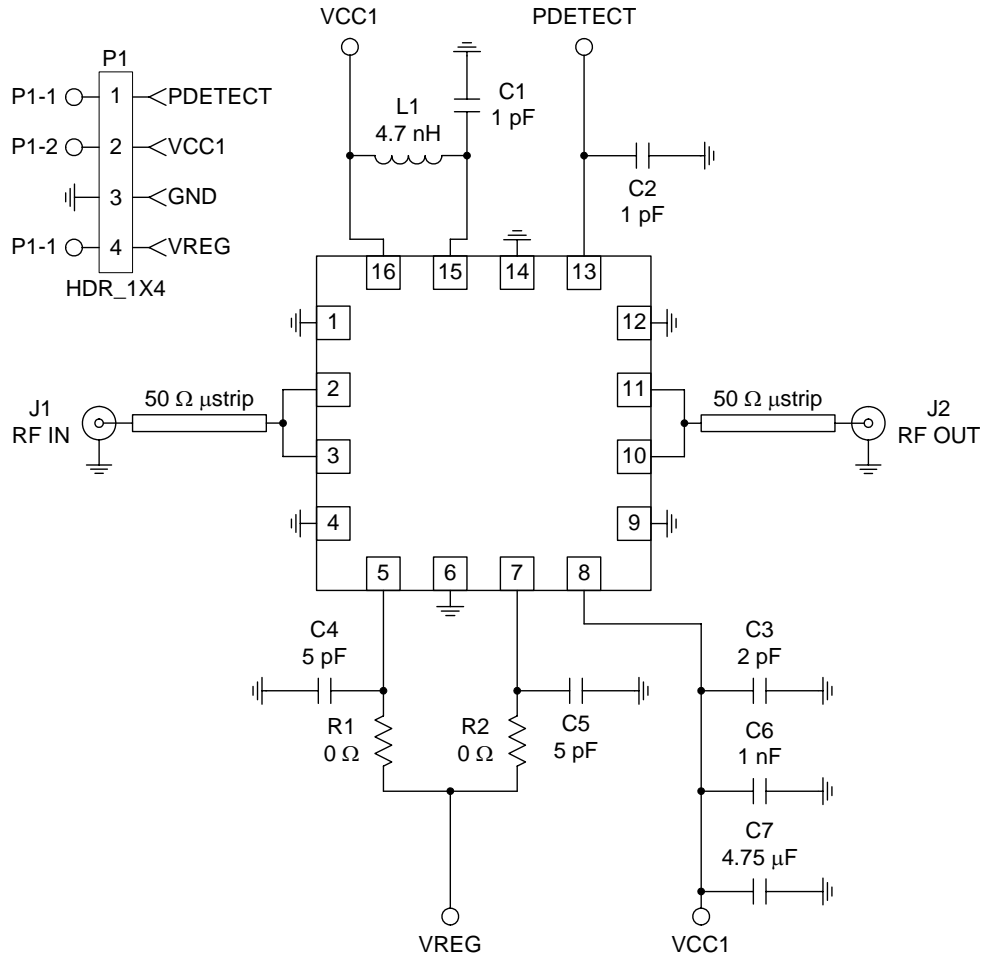 VCC1
PDETECT
P1
P1-1
1
PDETECT
P1-2
2
VCC1
3
GND
P1-1
4
VREG
HDR_1X4
L1
4.7 nH
C1
1 pF
C2
1 pF
16
15
14
13
1
12
2
11
3
10
4
9
J1
RF IN
50 Ω μstrip
50 Ω μstrip
J2
RF OUT
5
6
7
8
C4
5 pF
R1
0 Ω
R2
0 Ω
C5
5 pF
C3
2 pF
C6
1 nF
C7
4.75 μF
VREG
VCC1